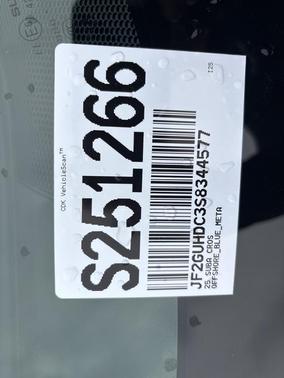 CDK VehicleScan™
S251266
I25
JF2GUHDC3S8344577
25 SUBA CROS
OFFSHORE_BLUE_META